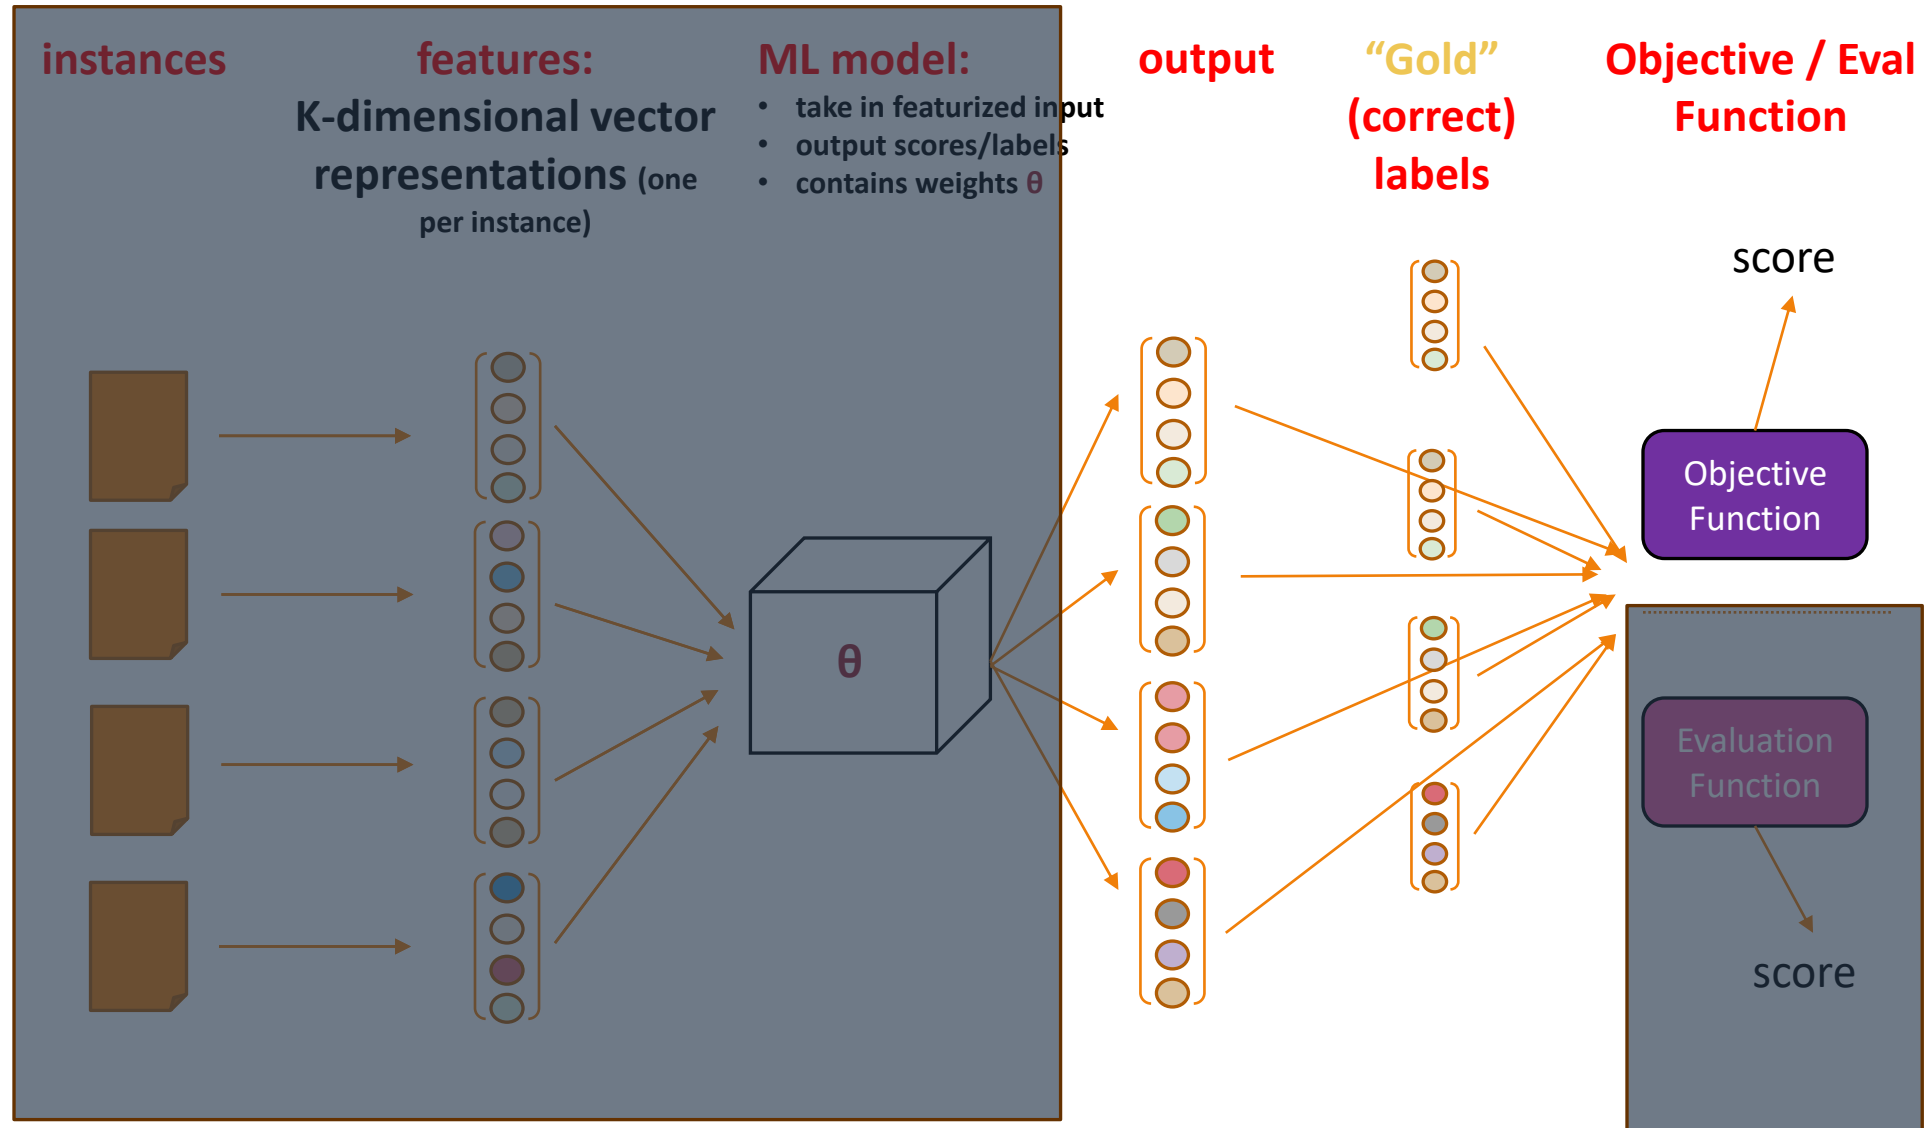 instances
features:
K-dimensional vector
representations (one
per instance)
ML model:
• take in featurized input
• output scores/labels
• contains weights θ
output
“Gold”
(correct)
labels
Objective / Eval
Function
score
Objective
Function
θ
Evaluation
Function
score